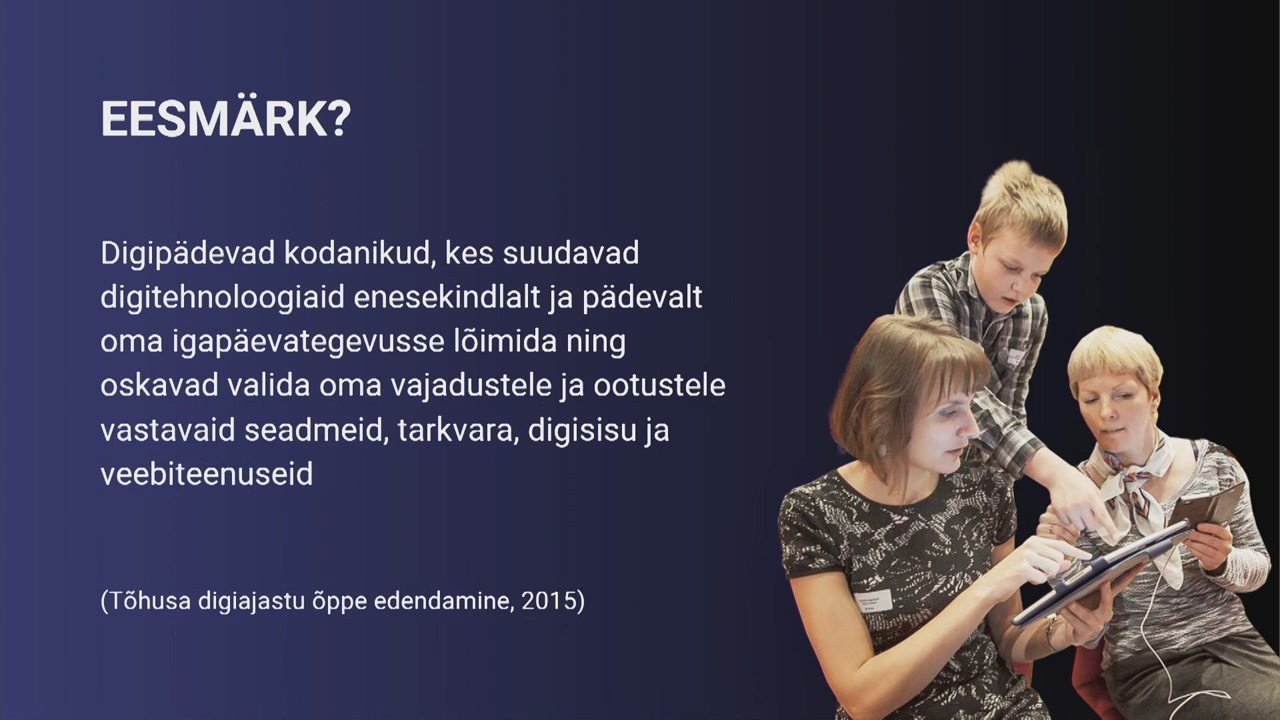 EESMÄRK?
Digipädevad kodanikud, kes suudavad
digitehnoloogiaid enesekindlalt ja pädevalt
oma igapäevategevusse lõimida ning
oskavad valida oma vajadustele ja ootustele
vastavaid seadmeid, tarkvara, digisisu ja
veebiteenuseid
(Tõhusa digiajastu õppe edendamine, 2015)